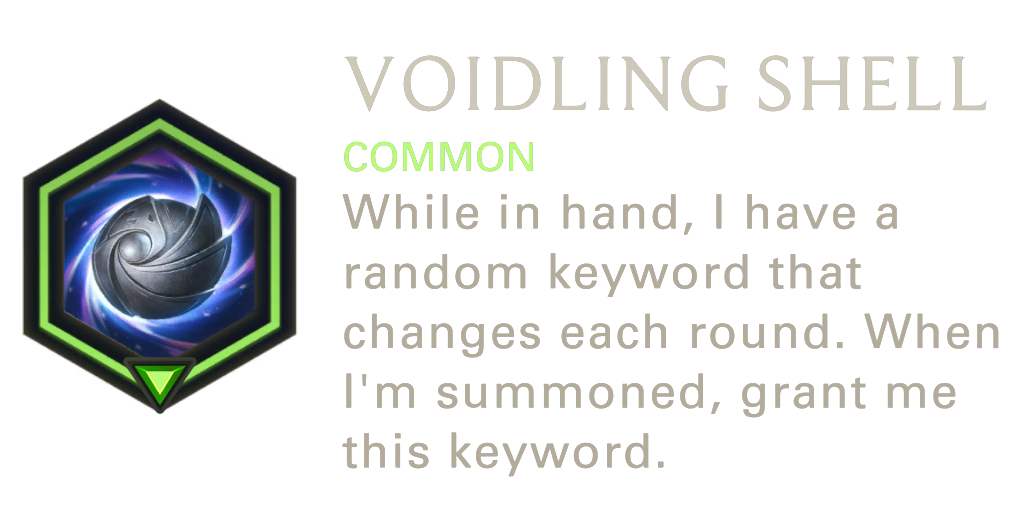 VOIDLING SHELL
COMMON
While in hand, I have a
random keyword that
changes each round. When
I'm summoned, grant me
this keyword.